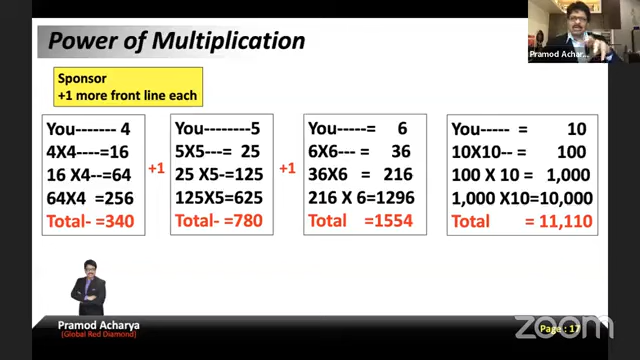 Power of Multiplication
Pramod Achar...
Sponsor
+1 more front line each
You------- 4
4X4----=16
16 X4--=64
64X4 =256
Total- =340
+1
You--------5
5X5---= 25
25 X5-=125
125X5=625
Total-=780
+1
You-----= 6
6X6---= 36
36X6 = 216
216 X 6=1296
Total =1554
You----- = 10
10X10-- = 100
100 X 10 = 1,000
1,000 X10=10,000
Total = 11,110
Pramod Acharya
(Global Red Diamond)
Page : 17
zoom